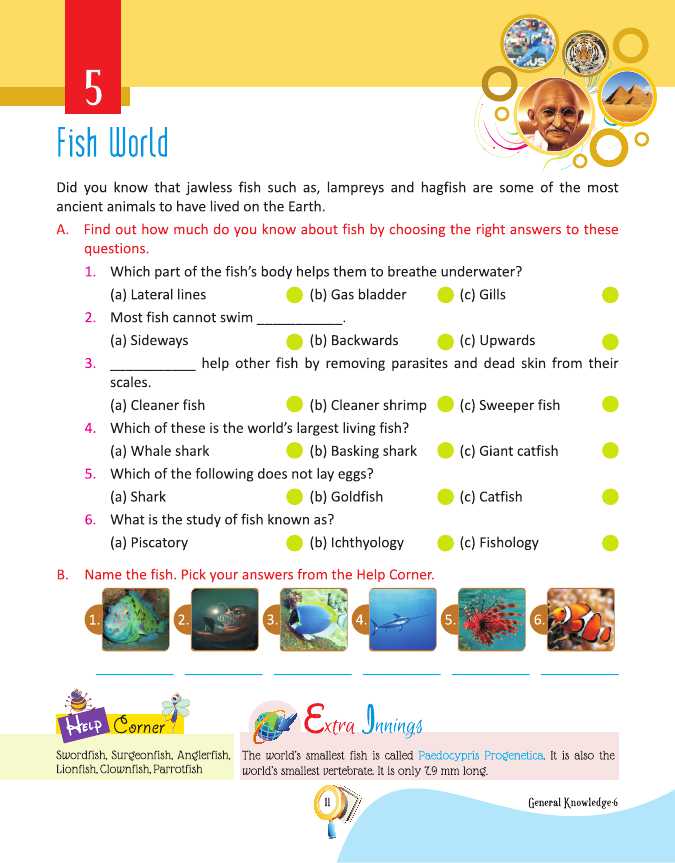 5
Fish World
Did you know that jawless fish such as, lampreys and hagfish are some of the most
ancient animals to have lived on the Earth.
A. Find out how much do you know about fish by choosing the right answers to these
questions.
1. Which part of the fish's body helps them to breathe underwater?
(a) Lateral lines (b) Gas bladder (c) Gills
2. Most fish cannot swim ___________.
(a) Sideways (b) Backwards (c) Upwards
3. ___________ help other fish by removing parasites and dead skin from their
scales.
(a) Cleaner fish (b) Cleaner shrimp (c) Sweeper fish
4. Which of these is the world's largest living fish?
(a) Whale shark (b) Basking shark (c) Giant catfish
5. Which of the following does not lay eggs?
(a) Shark (b) Goldfish (c) Catfish
6. What is the study of fish known as?
(a) Piscatory (b) Ichthyology (c) Fishology
B. Name the fish. Pick your answers from the Help Corner.
1. 2. 3. 4. 5. 6.
Help Corner
Swordfish, Surgeonfish, Anglerfish,
Lionfish, Clownfish, Parrotfish
Extra Innings
The world's smallest fish is called Paedocypris Progenetica. It is also the
world's smallest vertebrate. It is only 7.9 mm long.
11
General Knowledge-6